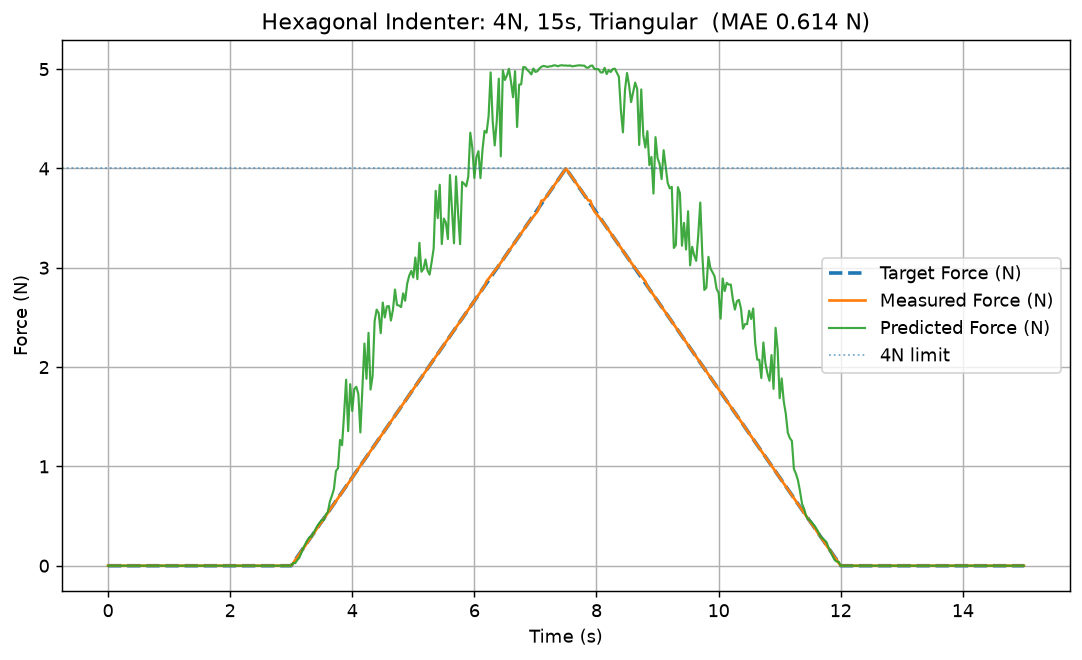 Hexagonal Indenter: 4N, 15s, Triangular  (MAE 0.614 N)
Force (N)
5
4
3
2
1
0
Target Force (N)
Measured Force (N)
Predicted Force (N)
4N limit
0 2 4 6 8 10 12 14
Time (s)